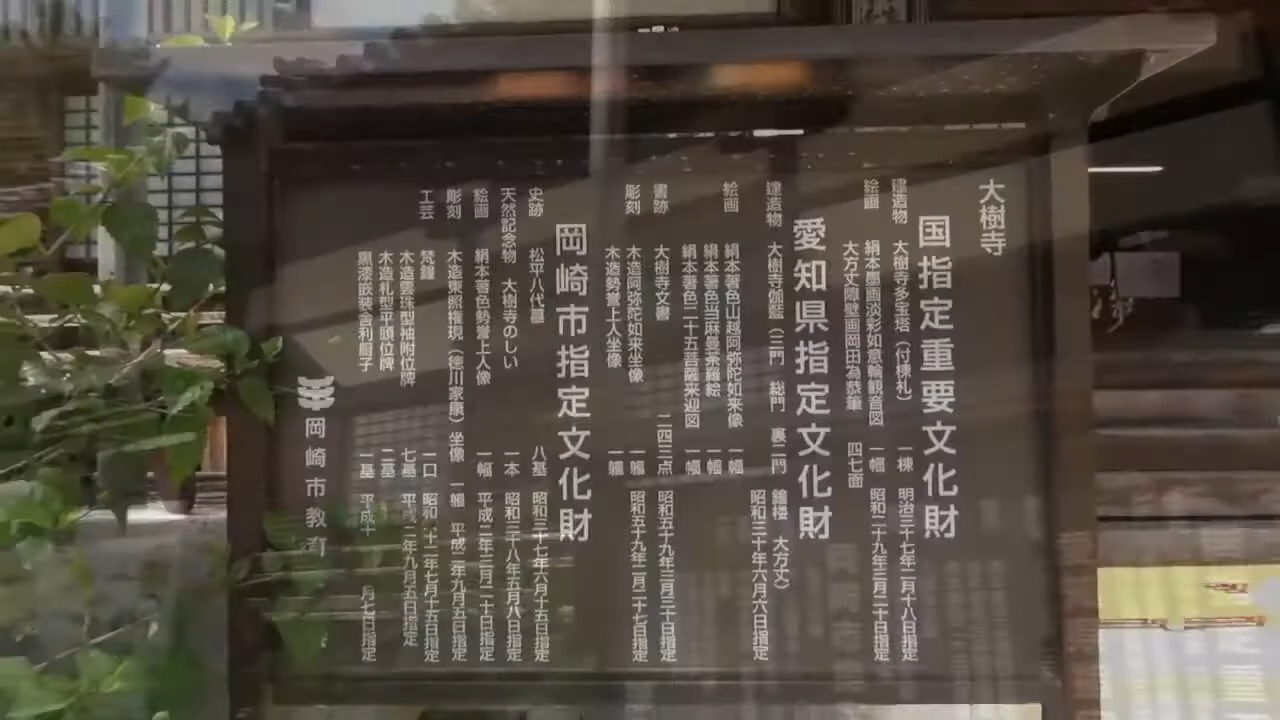 大樹寺
国指定重要文化財
建造物 大樹寺多宝塔（付棟札） 一棟 明治三十七年二月十八日指定
絵画 絹本墨画淡彩如意輪観音図 一幅 昭和二十九年三月二十日指定
大方丈障壁画岡田為恭筆 四七面
愛知県指定文化財
建造物 大樹寺伽藍（三門 総門 裏二門 鐘楼 大方丈）
昭和三十年六月六日指定
絵画 絹本著色山越阿弥陀如来像 一幅
絹本著色当麻曼荼羅絵 一幅
絹本著色二十五菩薩来迎図 一幅
書跡 大樹寺文書 二四三点 昭和五十九年三月三十日指定
彫刻 木造阿弥陀如来坐像 一軀 昭和五十九年二月二十七日指定
木造勢誉上人坐像 一軀
岡崎市指定文化財
史跡 松平八代墓 八基 昭和三十七年六月十五日指定
天然記念物 大樹寺のしい 一本 昭和三十八年五月八日指定
絵画 絹本著色勢誉上人像 一幅 平成二年三月二十日指定
彫刻 木造東照権現（徳川家康）坐像 一軀 平成二年九月五日指定
工芸 梵鐘 一口 昭和 十二年七月十五日指定
木造雲珠型袖附位牌 七基 平成二年九月五日指定
木造札型平頭位牌 二基
黒漆嵌装舎利厨子 一基 平成十 月七日指定
岡崎市教育